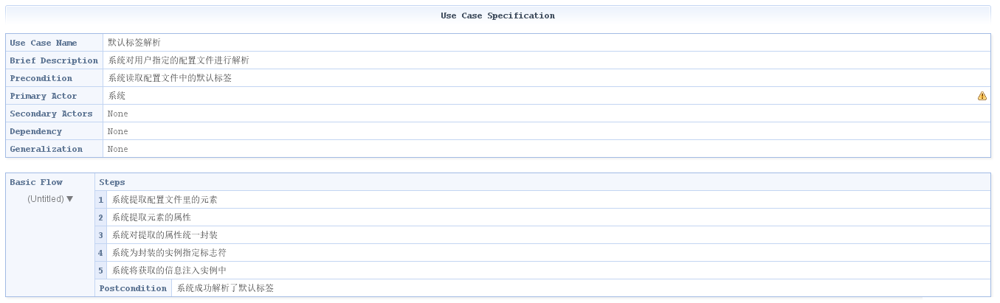 Use Case Specification
Use Case Name 默认标签解析
Brief Description 系统对用户指定的配置文件进行解析
Precondition 系统读取配置文件中的默认标签
Primary Actor 系统
Secondary Actors None
Dependency None
Generalization None
Basic Flow Steps
(Untitled) ▼
1 系统提取配置文件里的元素
2 系统提取元素的属性
3 系统对提取的属性统一封装
4 系统为封装的实例指定标志符
5 系统将获取的信息注入实例中
Postcondition 系统成功解析了默认标签